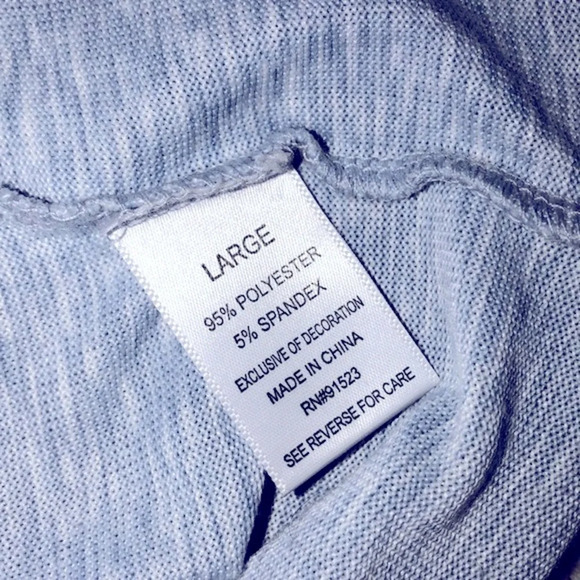 LARGE
95% POLYESTER
5% SPANDEX
EXCLUSIVE OF DECORATION
MADE IN CHINA
RN#91523
SEE REVERSE FOR CARE